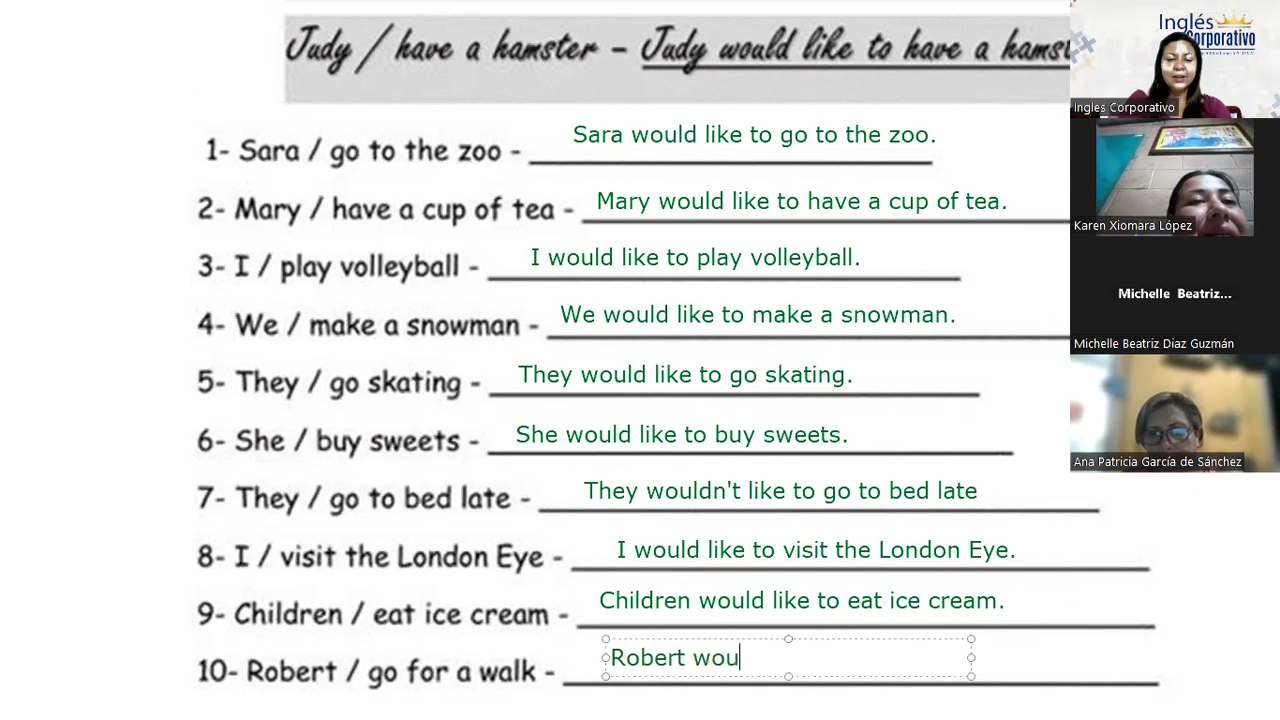 Judy / have a hamster – Judy would like to have a
Inglés
Corporativo
Ingles Corporativo
1- Sara / go to the zoo - Sara would like to go to the zoo.
2- Mary / have a cup of tea - Mary would like to have a cup of tea.
Karen Xiomara López
3- I / play volleyball - I would like to play volleyball.
Michelle Beatriz...
4- We / make a snowman - We would like to make a snowman.
Michelle Beatriz Diaz Guzmán
5- They / go skating - They would like to go skating.
6- She / buy sweets - She would like to buy sweets.
Ana Patricia García de Sánchez
7- They / go to bed late - They wouldn't like to go to bed late
8- I / visit the London Eye - I would like to visit the London Eye.
9- Children / eat ice cream - Children would like to eat ice cream.
10- Robert / go for a walk - Robert wou